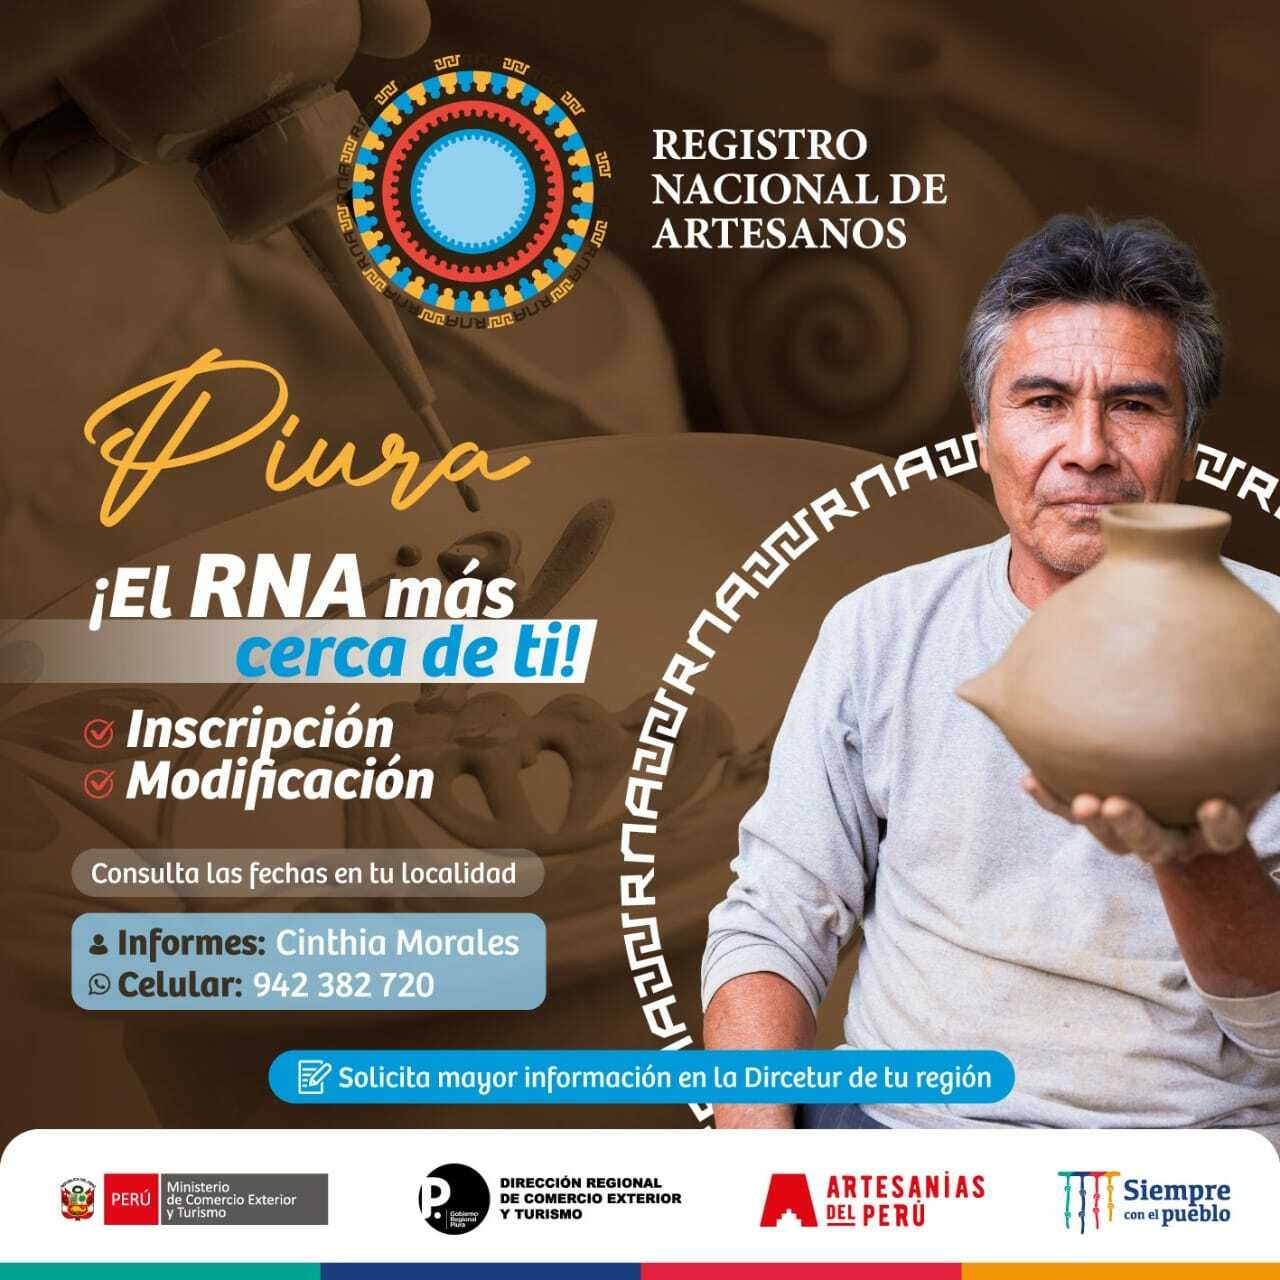 REGISTRO
NACIONAL DE
ARTESANOS
Piura
¡El RNA más
cerca de ti!
Inscripción
Modificación
Consulta las fechas en tu localidad
Informes: Cinthia Morales
Celular: 942 382 720
Solicita mayor información en la Dircetur de tu región
PERÚ
Ministerio
de Comercio Exterior
y Turismo
P.
Gobierno
Regional
Piura
DIRECCIÓN REGIONAL
DE COMERCIO EXTERIOR
Y TURISMO
ARTESANÍAS
DEL PERÚ
Siempre
con el pueblo
RNA
RNA
RNA
RNA
RNA